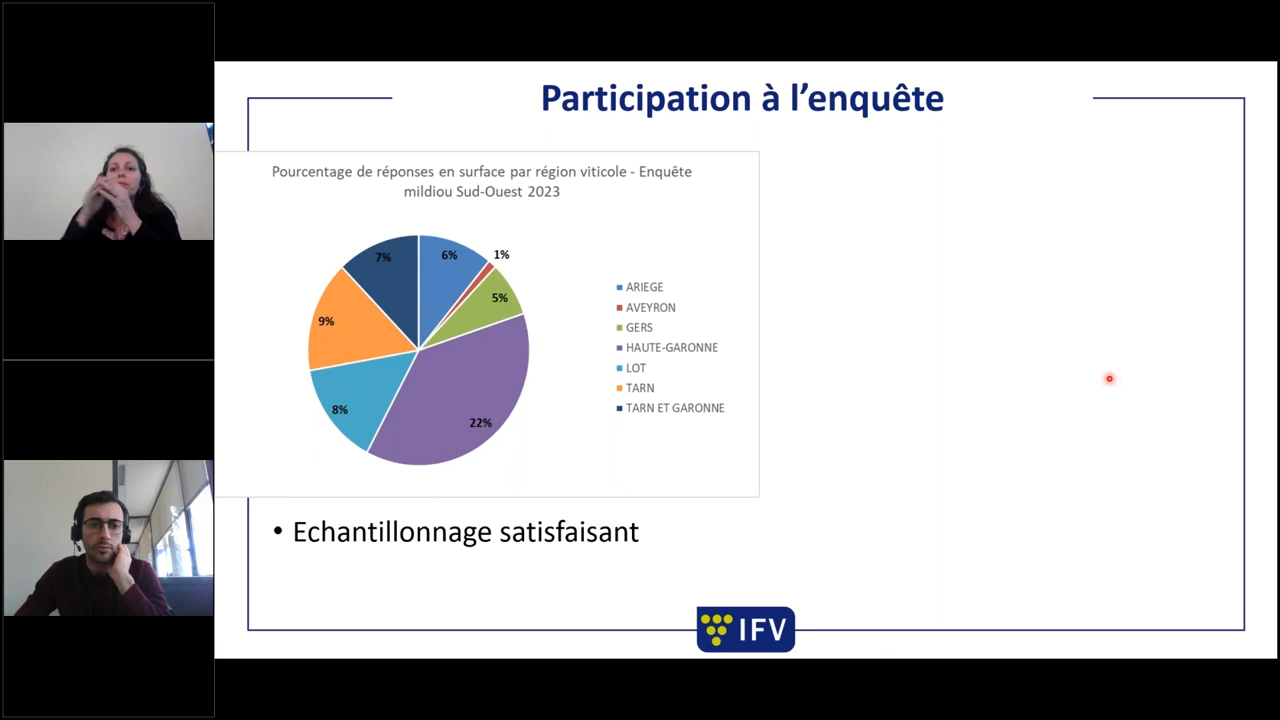 Participation à l’enquête
Pourcentage de réponses en surface par région viticole - Enquête
mildiou Sud-Ouest 2023
7%
6%
1%
5%
9%
8%
22%
ARIEGE
AVEYRON
GERS
HAUTE-GARONNE
LOT
TARN
TARN ET GARONNE
• Echantillonnage satisfaisant
IFV